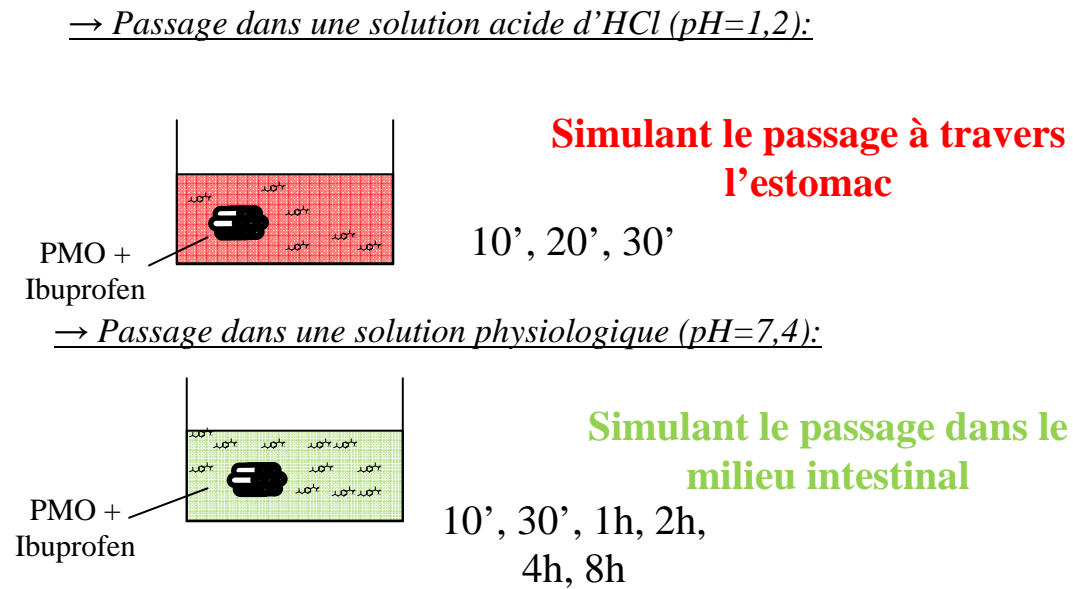 → Passage dans une solution acide d’HCl (pH=1,2):
Simulant le passage à travers
l’estomac
10’, 20’, 30’
PMO +
Ibuprofen
→ Passage dans une solution physiologique (pH=7,4):
Simulant le passage dans le
milieu intestinal
PMO +
Ibuprofen
10’, 30’, 1h, 2h,
4h, 8h